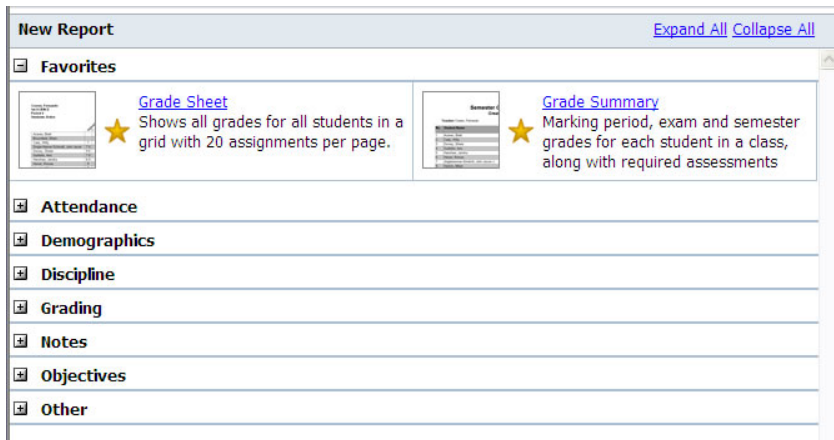 New Report
Expand All Collapse All
Favorites
Grade Sheet
Shows all grades for all students in a
grid with 20 assignments per page.
Grade Summary
Marking period, exam and semester
grades for each student in a class,
along with required assessments
Attendance
Demographics
Discipline
Grading
Notes
Objectives
Other